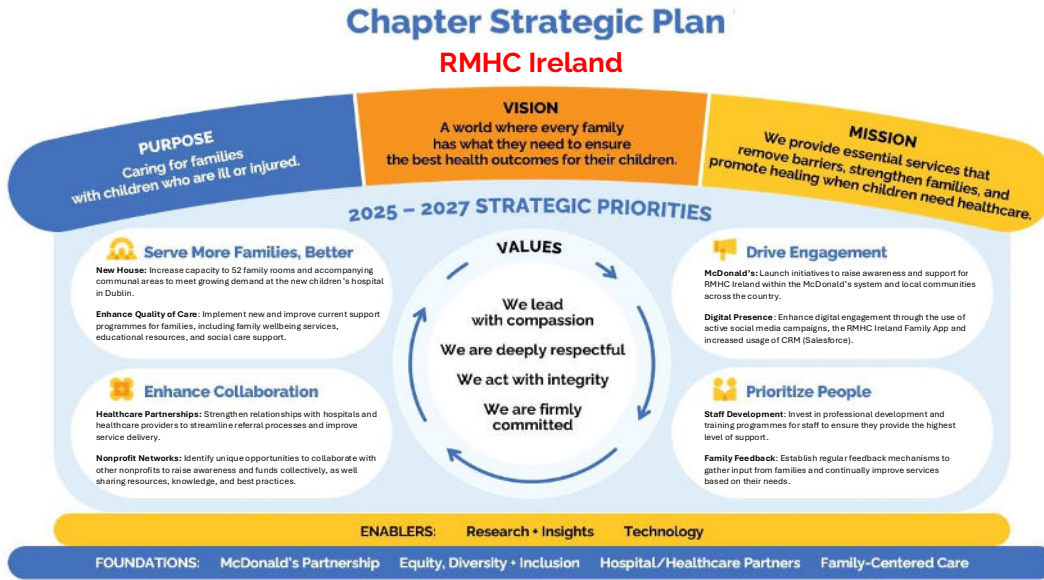 Chapter Strategic Plan
RMHC Ireland
PURPOSE
Caring for families
with children who are ill or injured.
VISION
A world where every family
has what they need to ensure
the best health outcomes for their children.
MISSION
We provide essential services that
remove barriers, strengthen families, and
promote healing when children need healthcare.
2025 – 2027 STRATEGIC PRIORITIES
Serve More Families, Better
New House: Increase capacity to 52 family rooms and accompanying
communal areas to meet growing demand at the new children's hospital
in Dublin.
Enhance Quality of Care: Implement new and improve current support
programmes for families, including family wellbeing services,
educational resources, and social care support.
Enhance Collaboration
Healthcare Partnerships: Strengthen relationships with hospitals and
healthcare providers to streamline referral processes and improve
service delivery.
Nonprofit Networks: Identify unique opportunities to collaborate with
other nonprofits to raise awareness and funds collectively, as well
sharing resources, knowledge, and best practices.
VALUES
We lead
with compassion
We are deeply respectful
We act with integrity
We are firmly
committed
Drive Engagement
McDonald's: Launch initiatives to raise awareness and support for
RMHC Ireland within the McDonald's system and local communities
across the country.
Digital Presence: Enhance digital engagement through the use of
active social media campaigns, the RMHC Ireland Family App and
increased usage of CRM (Salesforce).
Prioritize People
Staff Development: Invest in professional development and
training programmes for staff to ensure they provide the highest
level of support.
Family Feedback: Establish regular feedback mechanisms to
gather input from families and continually improve services
based on their needs.
ENABLERS: Research + Insights Technology
FOUNDATIONS: McDonald's Partnership Equity, Diversity + Inclusion Hospital/Healthcare Partners Family-Centered Care